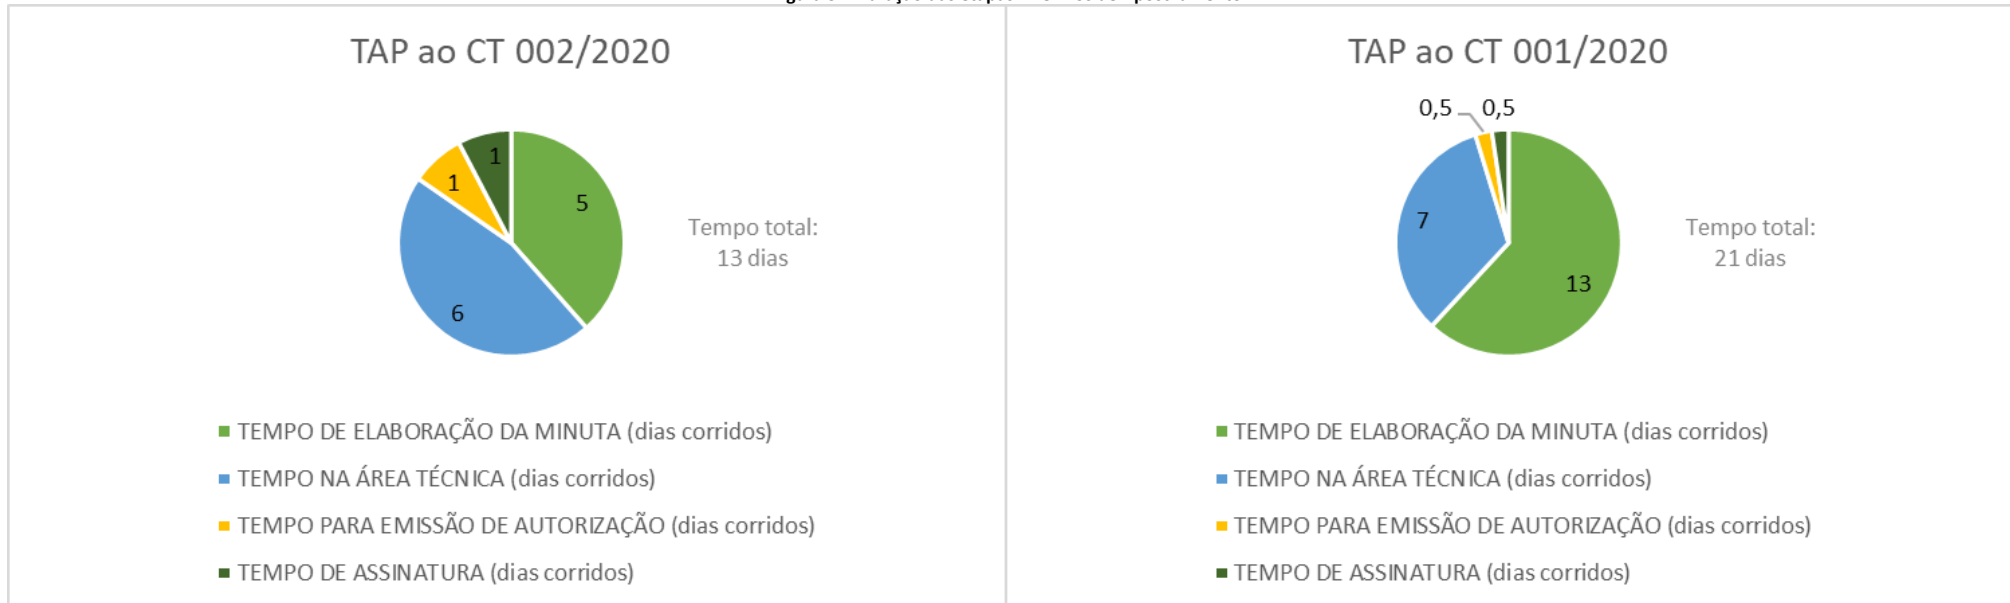 TAP ao CT 002/2020
1
5
1
6
Tempo total:
13 dias
TEMPO DE ELABORAÇÃO DA MINUTA (dias corridos)
TEMPO NA ÁREA TÉCNICA (dias corridos)
TEMPO PARA EMISSÃO DE AUTORIZAÇÃO (dias corridos)
TEMPO DE ASSINATURA (dias corridos)
TAP ao CT 001/2020
0,5 0,5
7
13
Tempo total:
21 dias
TEMPO DE ELABORAÇÃO DA MINUTA (dias corridos)
TEMPO NA ÁREA TÉCNICA (dias corridos)
TEMPO PARA EMISSÃO DE AUTORIZAÇÃO (dias corridos)
TEMPO DE ASSINATURA (dias corridos)